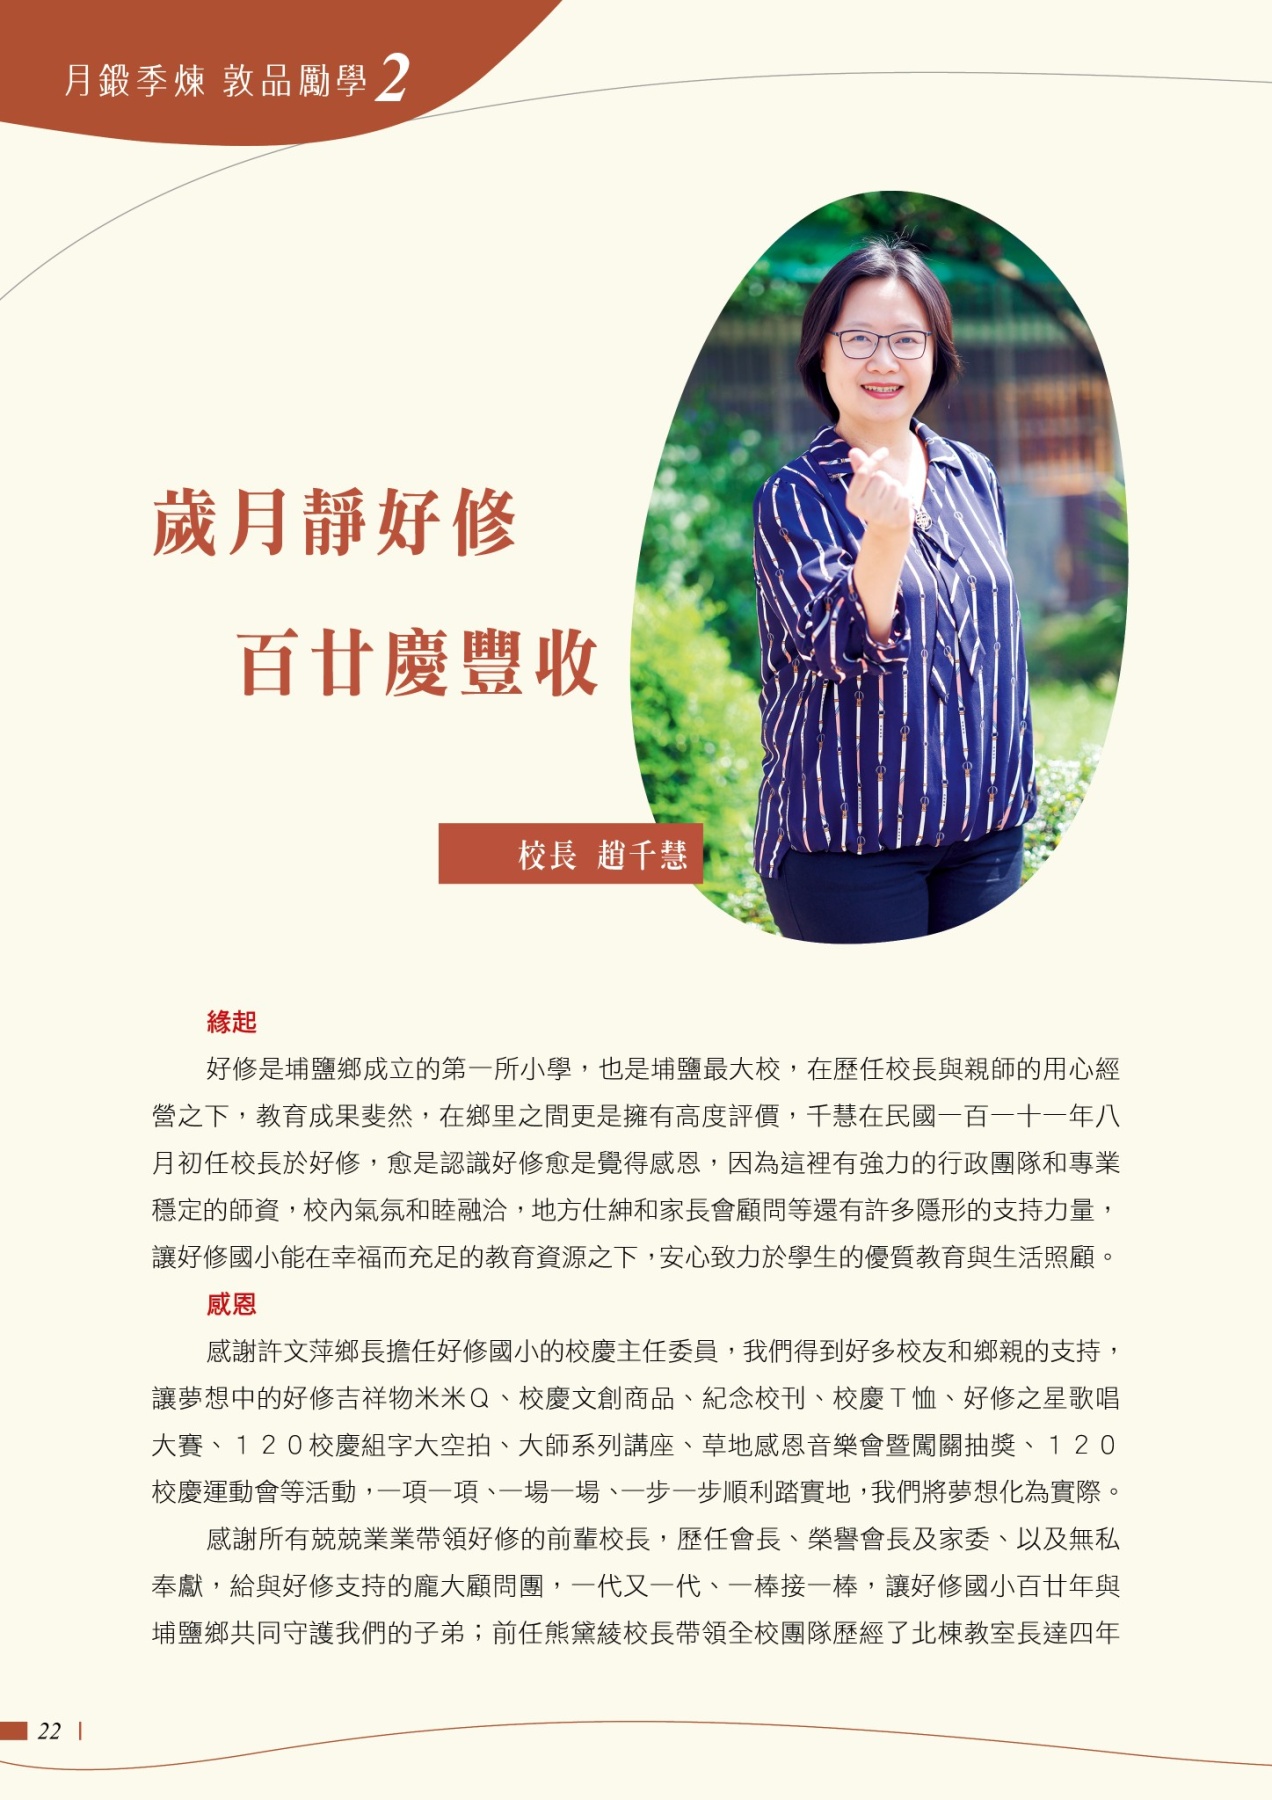 月鍛季煉 敦品勵學2
歲月靜好修
百廿慶豐收
校長 趙千慧
緣起
好修是埔鹽鄉成立的第一所小學，也是埔鹽最大校，在歷任校長與親師的用心經
營之下，教育成果斐然，在鄉里之間更是擁有高度評價，千慧在民國一百一十一年八
月初任校長於好修，愈是認識好修愈是覺得感恩，因為這裡有強力的行政團隊和專業
穩定的師資，校內氣氛和睦融洽，地方仕紳和家長會顧問等還有許多隱形的支持力量，
讓好修國小能在幸福而充足的教育資源之下，安心致力於學生的優質教育與生活照顧。
感恩
感謝許文萍鄉長擔任好修國小的校慶主任委員，我們得到好多校友和鄉親的支持，
讓夢想中的好修吉祥物米米Ｑ、校慶文創商品、紀念校刊、校慶Ｔ恤、好修之星歌唱
大賽、１２０校慶組字大空拍、大師系列講座、草地感恩音樂會暨闖關抽獎、１２０
校慶運動會等活動，一項一項、一場一場、一步一步順利踏實地，我們將夢想化為實際。
感謝所有兢兢業業帶領好修的前輩校長，歷任會長、榮譽會長及家委、以及無私
奉獻，給與好修支持的龐大顧問團，一代又一代、一棒接一棒，讓好修國小百廿年與
埔鹽鄉共同守護我們的子弟；前任熊黛綾校長帶領全校團隊歷經了北棟教室長達四年
22